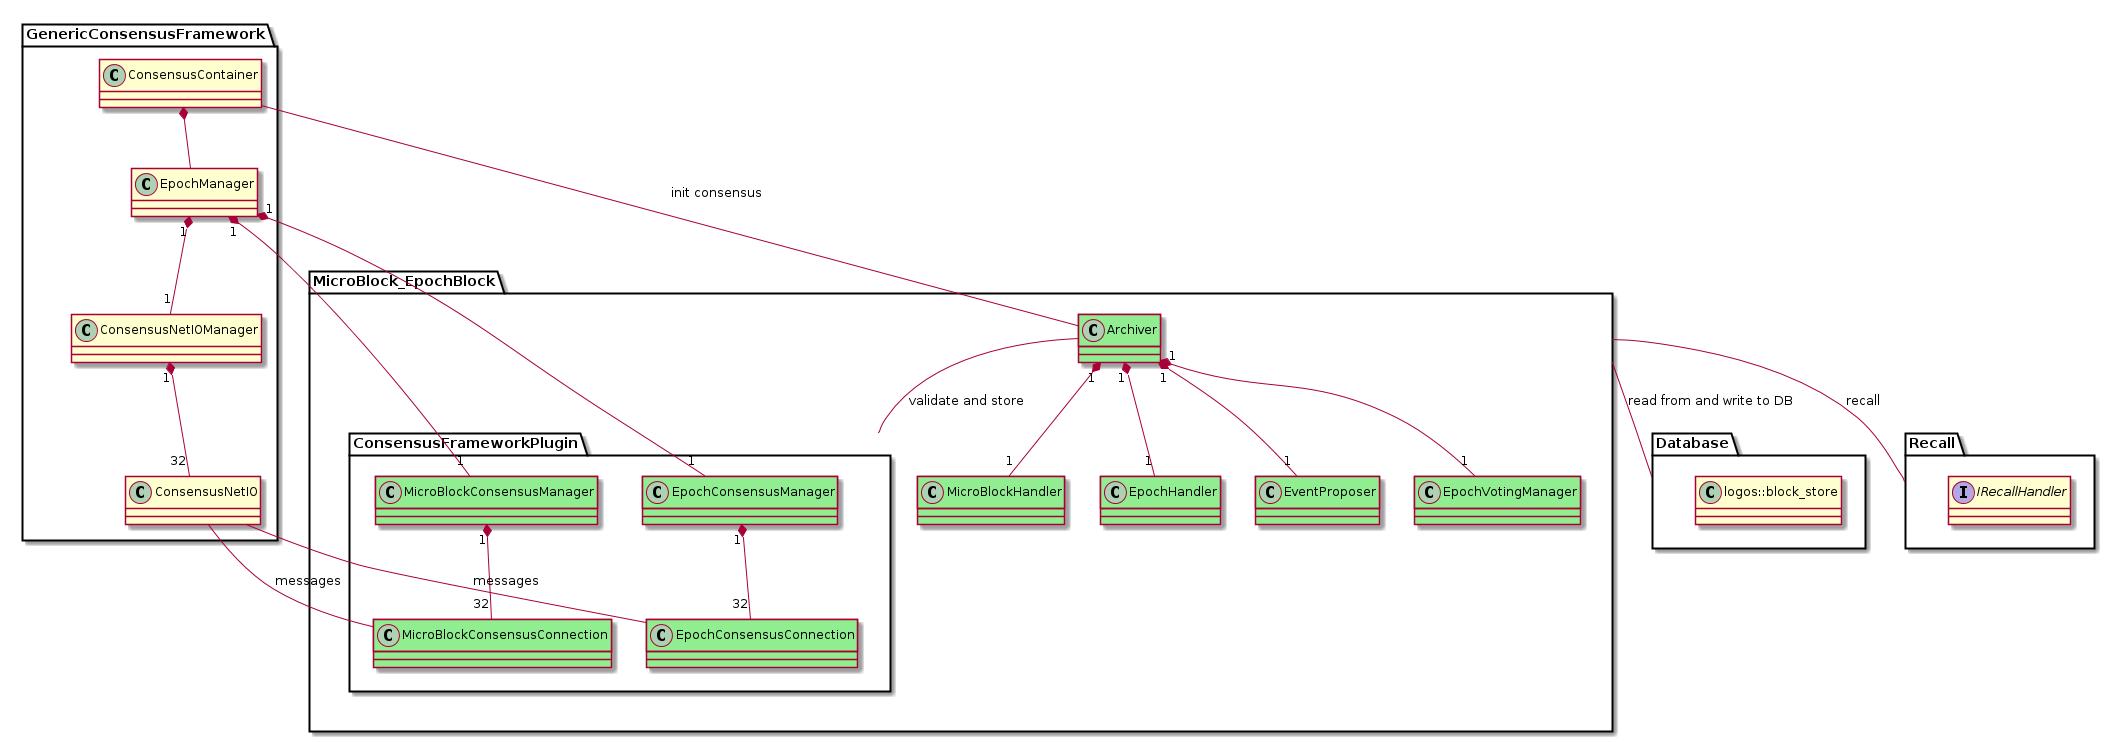 GenericConsensusFramework
C ConsensusContainer
C EpochManager
1
1
1
init consensus
1
C ConsensusNetIOManager
1
32
C ConsensusNetIO
MicroBlock_EpochBlock
C Archiver
1
1
1
1
validate and store
read from and write to DB
recall
ConsensusFrameworkPlugin
1
1
1
1
1
1
C MicroBlockConsensusManager
C EpochConsensusManager
C MicroBlockHandler
C EpochHandler
C EventProposer
C EpochVotingManager
Database
C logos::block_store
Recall
I IRecallHandler
1
1
messages
messages
32
32
C MicroBlockConsensusConnection
C EpochConsensusConnection